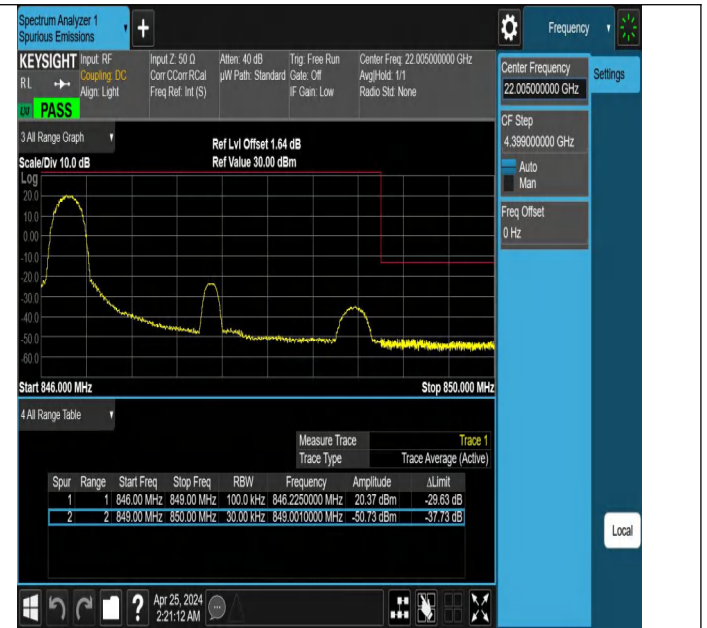 Spectrum Analyzer 1
Spurious Emissions
+
Frequency
KEYSIGHT
RL
PASS
Input: RF
Coupling: DC
Align: Light
Input Z: 50 Ω
Corr CCorr RCal
Freq Ref: Int (S)
Atten: 40 dB
µW Path: Standard
Trig: Free Run
Gate: Off
IF Gain: Low
Center Freq: 22.005000000 GHz
Avg|Hold: 1/1
Radio Std: None
Center Frequency
22.005000000 GHz
Settings
CF Step
4.399000000 GHz
Auto
Man
Freq Offset
0 Hz
3 All Range Graph
Scale/Div 10.0 dB
Ref Lvl Offset 1.64 dB
Ref Value 30.00 dBm
Log
20.0
10.0
0.00
-10.0
-20.0
-30.0
-40.0
-50.0
-60.0
Start 846.000 MHz
Stop 850.000 MHz
4 All Range Table
Measure Trace Trace 1
Trace Type Trace Average (Active)
Spur Range Start Freq Stop Freq RBW Frequency Amplitude ΔLimit
1 1 846.00 MHz 849.00 MHz 100.0 kHz 846.2250000 MHz 20.37 dBm -29.63 dB
2 2 849.00 MHz 850.00 MHz 30.00 kHz 849.0010000 MHz -50.73 dBm -37.73 dB
Local
?
Apr 25, 2024
2:21:12 AM